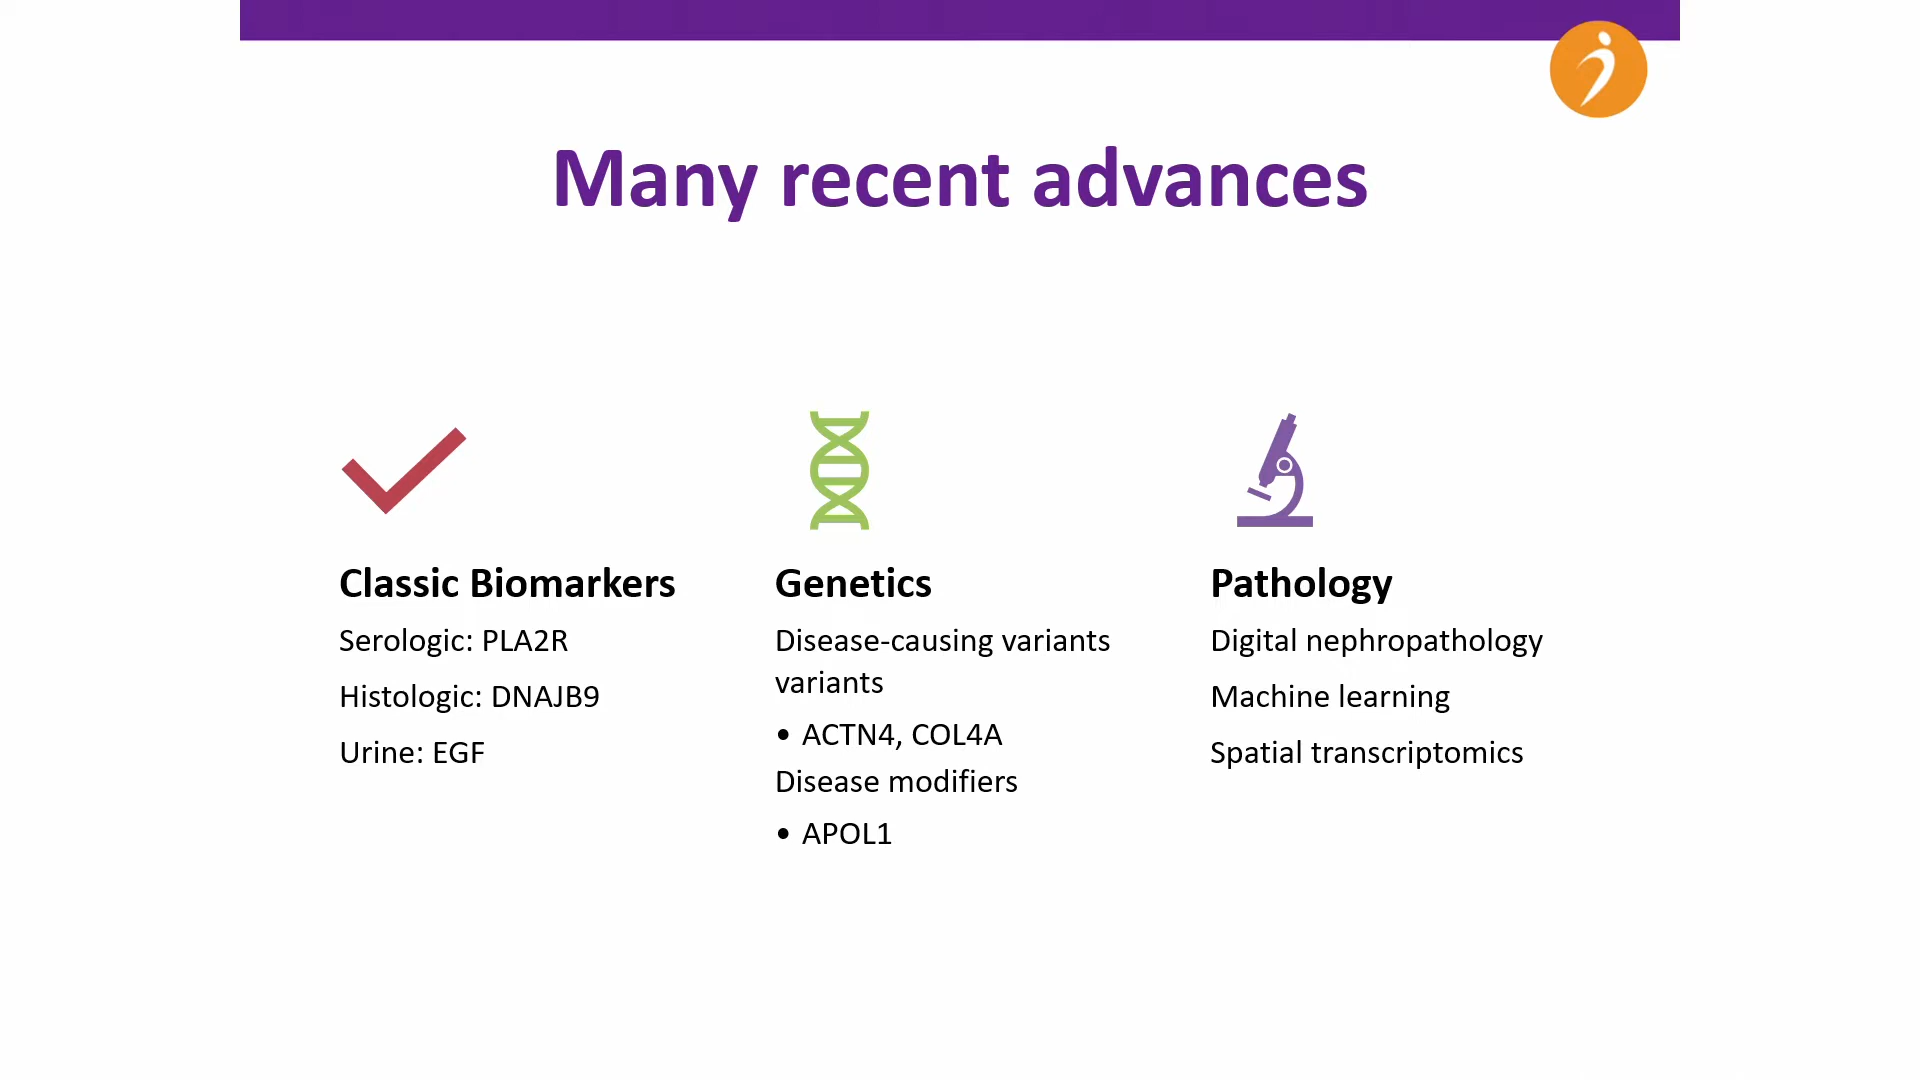 Many recent advances
Classic Biomarkers
Serologic: PLA2R
Histologic: DNAJB9
Urine: EGF
Genetics
Disease-causing variants
variants
• ACTN4, COL4A
Disease modifiers
• APOL1
Pathology
Digital nephropathology
Machine learning
Spatial transcriptomics